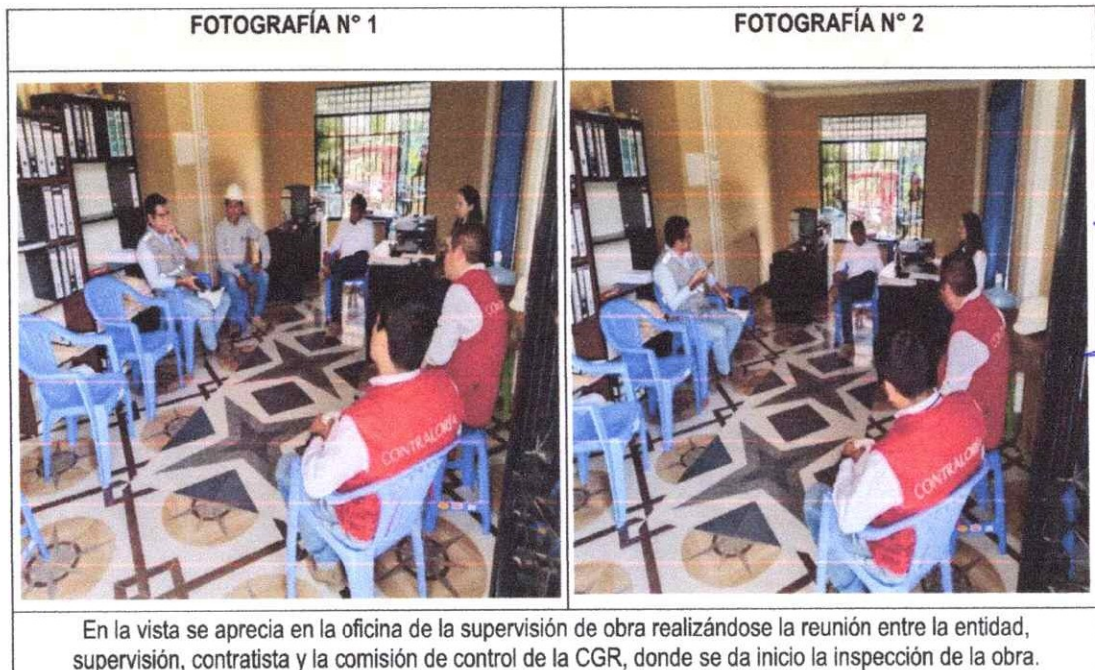 FOTOGRAFÍA N° 1
FOTOGRAFÍA N° 2
CONTRALORÍA
CONTRALORÍA
En la vista se aprecia en la oficina de la supervisión de obra realizándose la reunión entre la entidad,
supervisión, contratista y la comisión de control de la CGR, donde se da inicio la inspección de la obra.